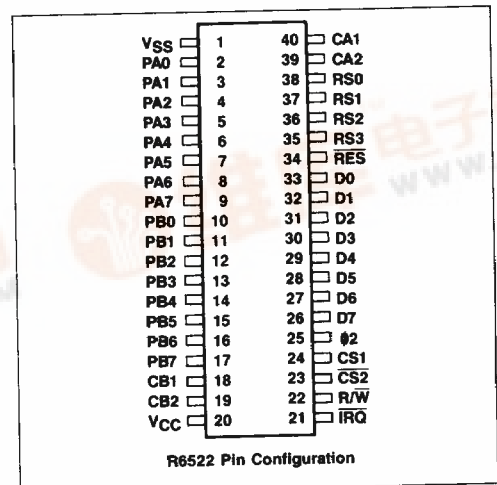 VSS 1 40 CA1
PA0 2 39 CA2
PA1 3 38 RS0
PA2 4 37 RS1
PA3 5 36 RS2
PA4 6 35 RS3
PA5 7 34 R̅E̅S̅
PA6 8 33 D0
PA7 9 32 D1
PB0 10 31 D2
PB1 11 30 D3
PB2 12 29 D4
PB3 13 28 D5
PB4 14 27 D6
PB5 15 26 D7
PB6 16 25 φ2
PB7 17 24 CS1
CB1 18 23 C̅S̅2̅
CB2 19 22 R/W̅
VCC 20 21 I̅R̅Q̅
R6522 Pin Configuration